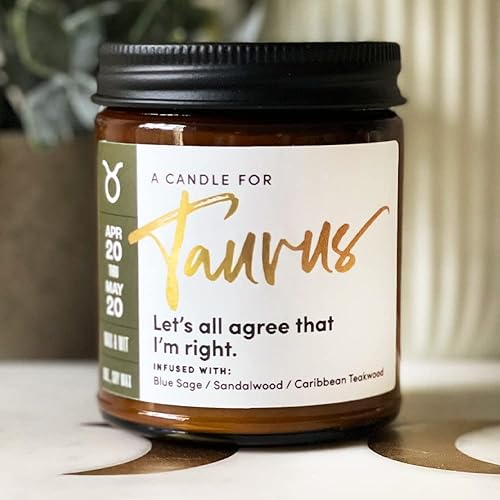 A CANDLE FOR
Taurus
Let's all agree that
I'm right.
INFUSED WITH:
Blue Sage / Sandalwood / Caribbean Teakwood
APR
20
MAY
20